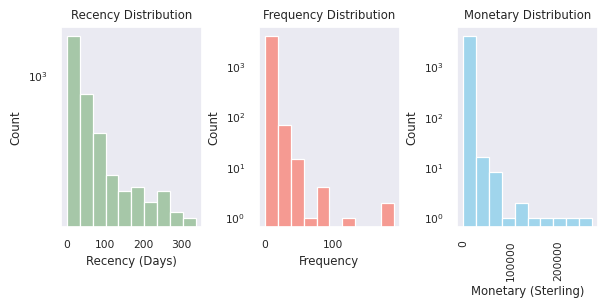 Recency Distribution
Count
10³
0 100 200 300
Recency (Days)
Frequency Distribution
Count
10³
10²
10¹
10⁰
0 100
Frequency
Monetary Distribution
Count
10³
10²
10¹
10⁰
0 100000 200000
Monetary (Sterling)